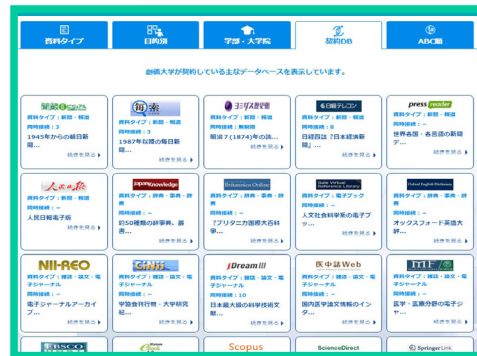 資料タイプ
目的別
学部・大学院
契約DB
ABC順
創価大学が契約している主なデータベースを表示しています。
聞蔵Ⅱビジュアル
資料タイプ：新聞・報道
同時接続：3
1945年からの朝日新聞...
続きを見る
毎索
資料タイプ：新聞・報道
同時接続：3
1987年以降の毎日新聞...
続きを見る
ヨミダス歴史館
資料タイプ：新聞・報道
同時接続：無制限
明治7(1874)年の読...
続きを見る
日経テレコン
資料タイプ：新聞・報道
同時接続：8
日経四誌『日本経済新聞』...
続きを見る
press reader
資料タイプ：新聞・報道
同時接続：－
世界各国・各言語の新聞デ...
続きを見る
人民日报
資料タイプ：新聞・報道
同時接続：－
人民日報電子版
続きを見る
JapanKnowledge
資料タイプ：辞書・事典・辞典
同時接続：－
約50種類の辞事典、叢書...
続きを見る
Britannica Online
資料タイプ：辞書・事典・辞典
同時接続：－
『ブリタニカ国際大百科事...
続きを見る
Gale Virtual Reference Library
資料タイプ：電子ブック
同時接続：－
人文社会科学系の電子ブッ...
続きを見る
Oxford English Dictionary
資料タイプ：辞書・事典・辞典
同時接続：－
オックスフォード英語大辞...
続きを見る
NII-REO
資料タイプ：雑誌・論文・電子ジャーナル
同時接続：－
電子ジャーナルアーカイブ...
続きを見る
CiNii
資料タイプ：雑誌・論文・電子ジャーナル
同時接続：－
学協会刊行物・大学研究紀...
続きを見る
JDream III
資料タイプ：雑誌・論文・電子ジャーナル
同時接続：10
日本最大級の科学技術文献...
続きを見る
医中誌Web
資料タイプ：雑誌・論文・電子ジャーナル
同時接続：－
国内医学論文情報のインタ...
続きを見る
資料タイプ：雑誌・論文・電子ジャーナル
同時接続：－
医学・医療分野の電子ジャ...
続きを見る
EBSCO
eBook
Scopus
ScienceDirect
Springer Link